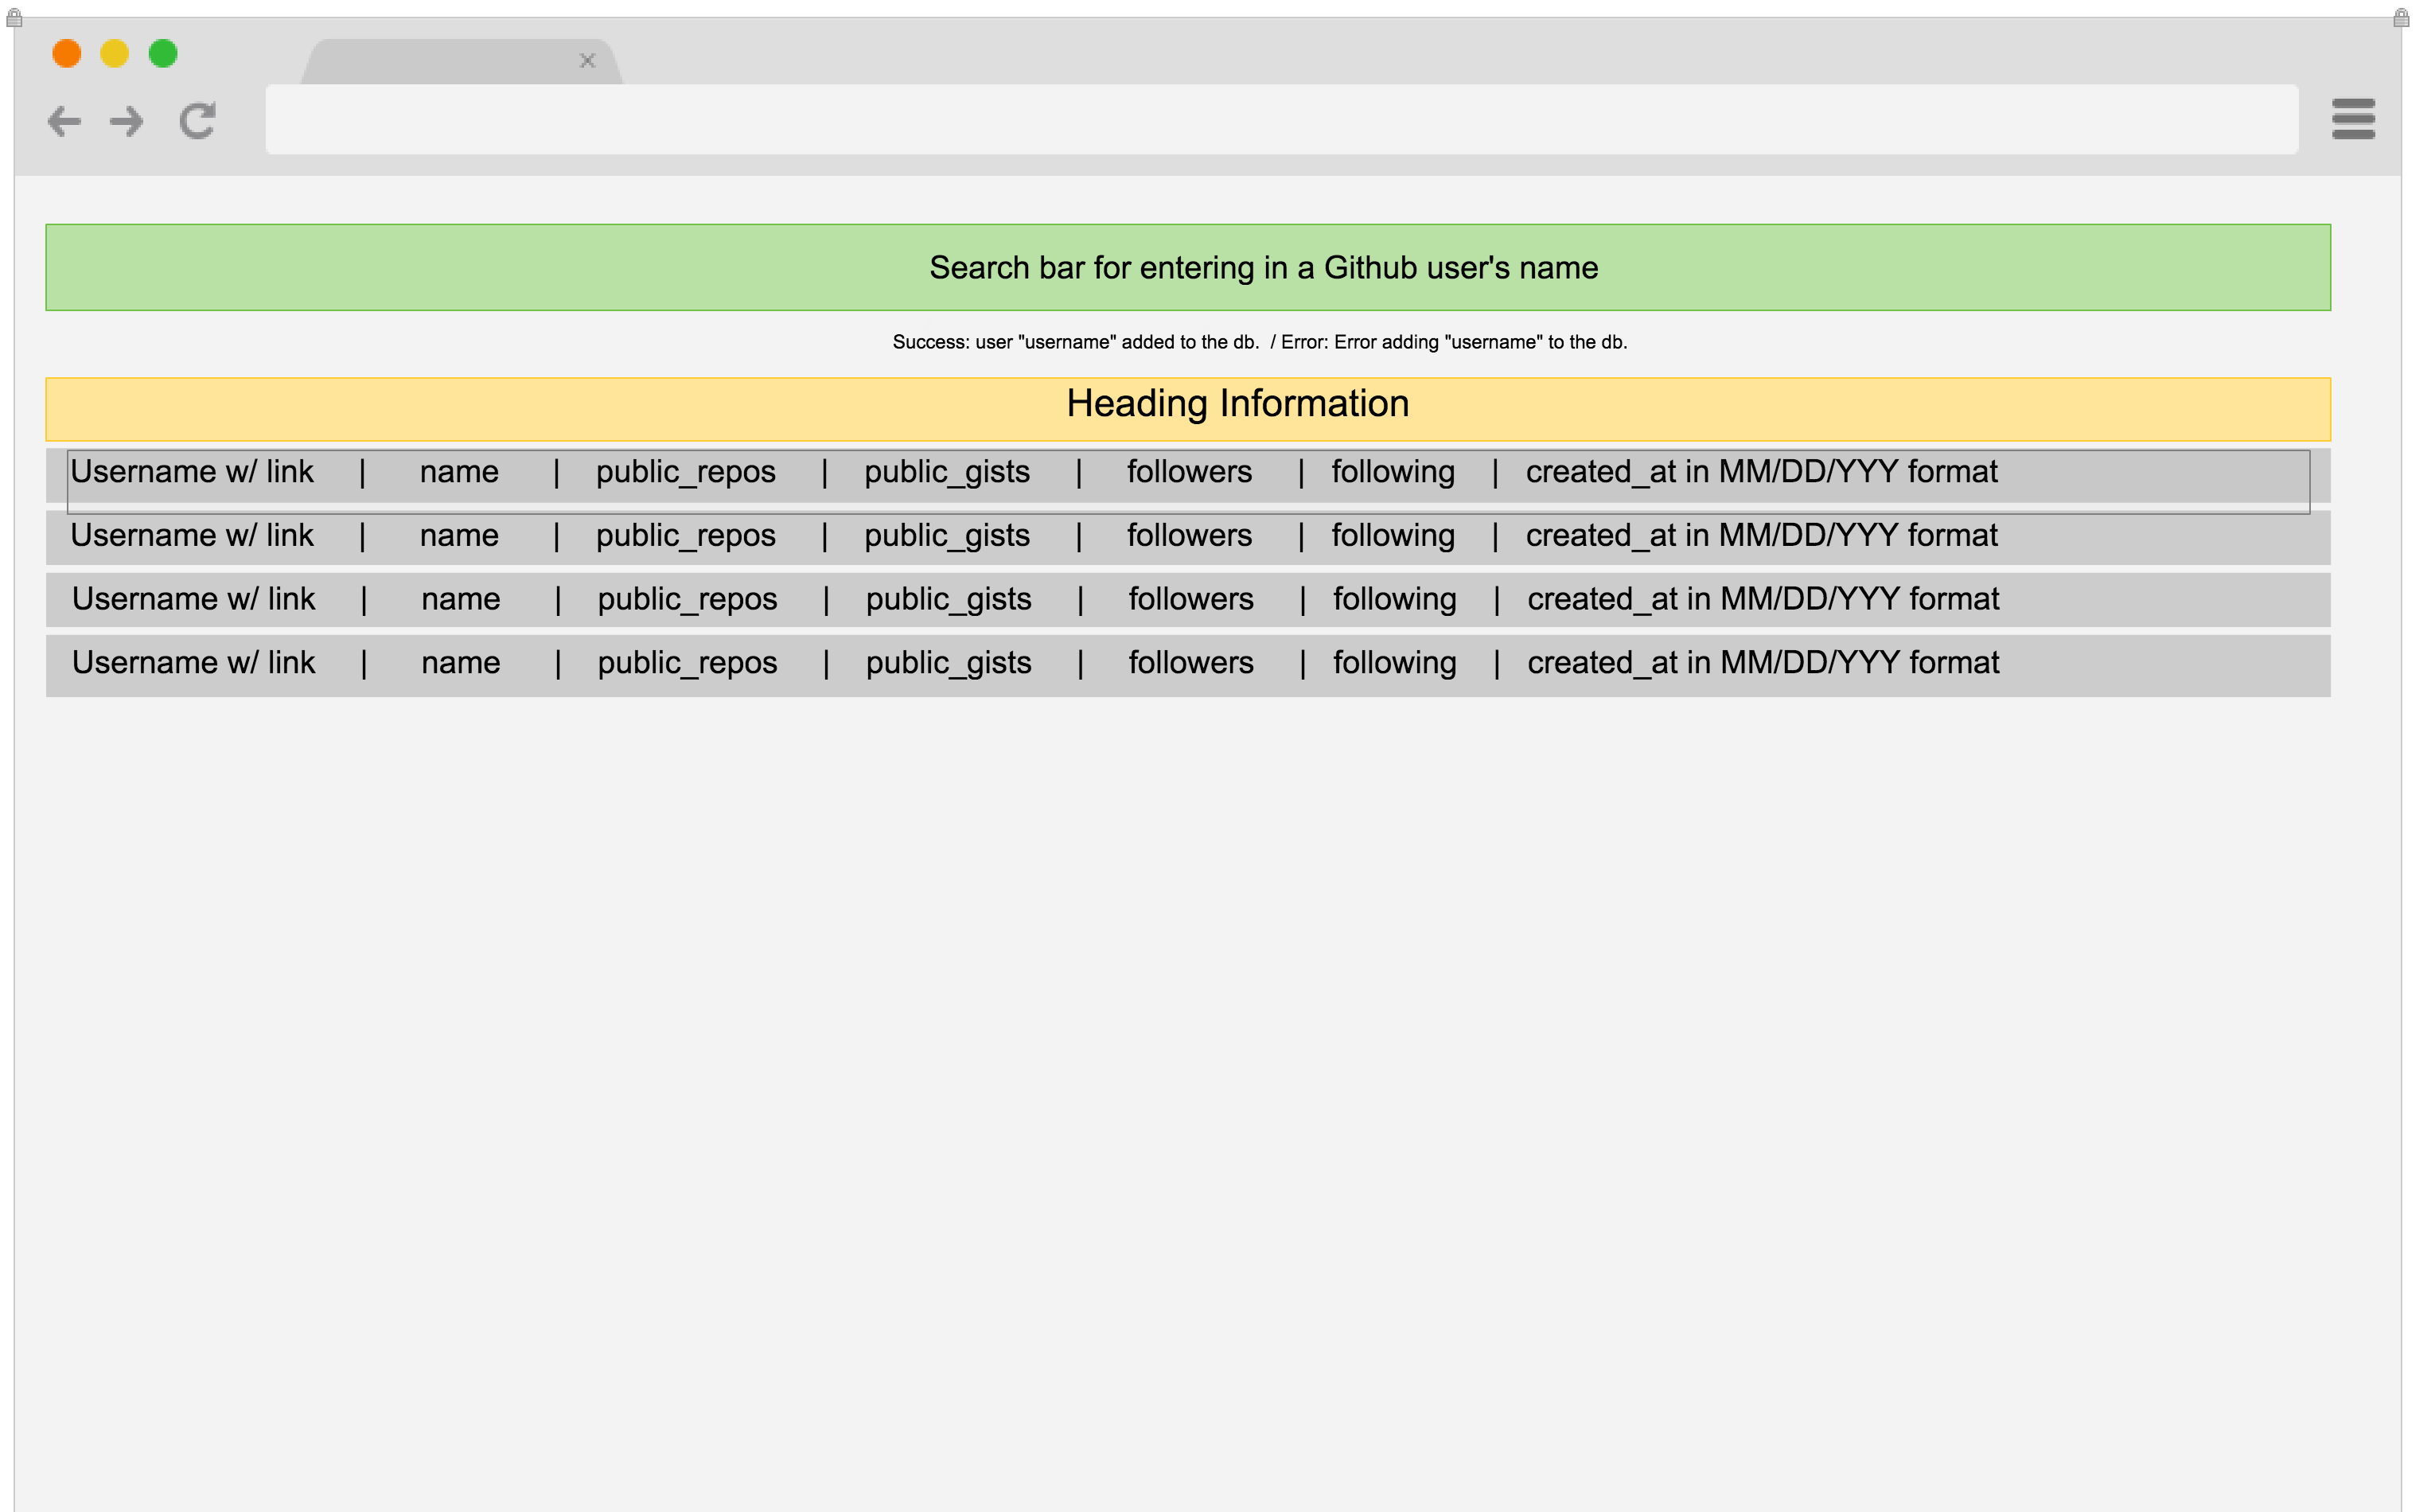 Search bar for entering in a Github user's name
Success: user "username" added to the db.  / Error: Error adding "username" to the db.
Heading Information
Username w/ link | name | public_repos | public_gists | followers | following | created_at in MM/DD/YYY format
Username w/ link | name | public_repos | public_gists | followers | following | created_at in MM/DD/YYY format
Username w/ link | name | public_repos | public_gists | followers | following | created_at in MM/DD/YYY format
Username w/ link | name | public_repos | public_gists | followers | following | created_at in MM/DD/YYY format